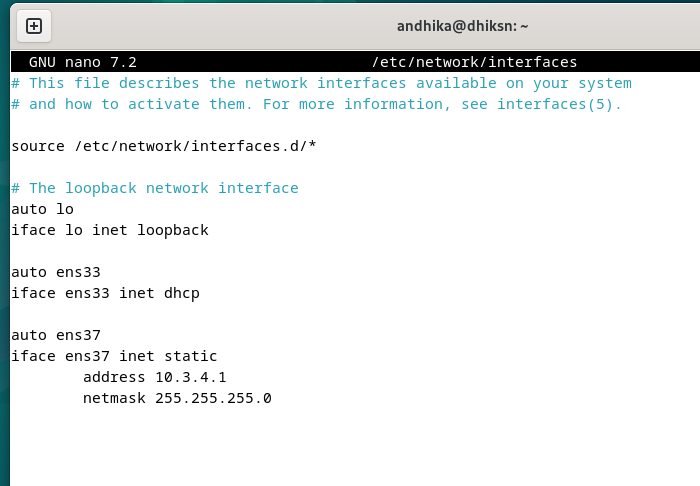 andhika@dhiksn: ~
GNU nano 7.2 /etc/network/interfaces
# This file describes the network interfaces available on your system
# and how to activate them. For more information, see interfaces(5).
source /etc/network/interfaces.d/*
# The loopback network interface
auto lo
iface lo inet loopback
auto ens33
iface ens33 inet dhcp
auto ens37
iface ens37 inet static
address 10.3.4.1
netmask 255.255.255.0